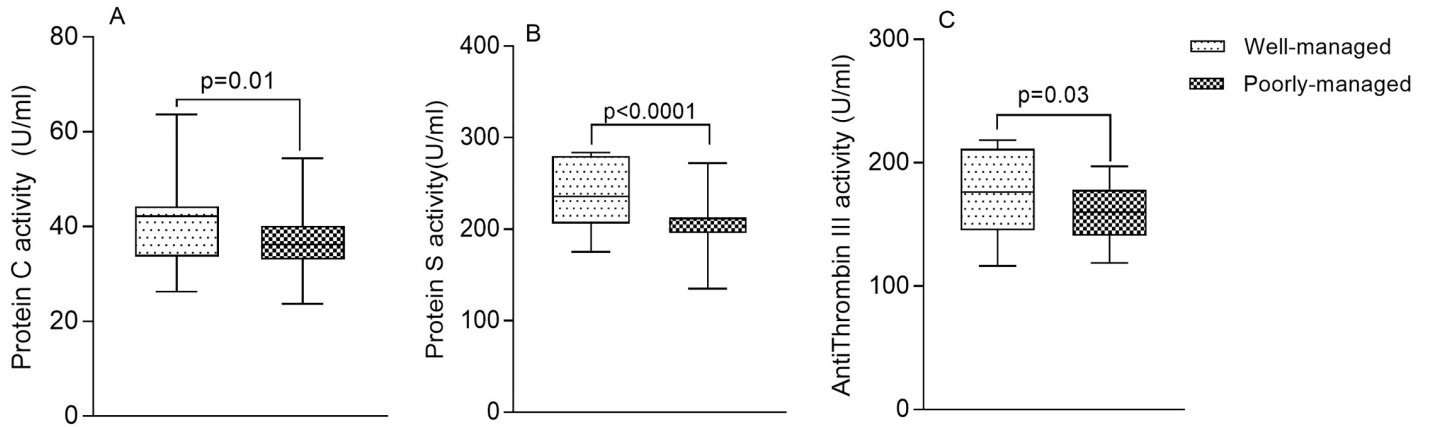 A
Protein C activity (U/ml)
80
60
40
20
0
p=0.01
B
Protein S activity(U/ml)
400
300
200
100
0
p<0.0001
C
AntiThrombin III activity (U/ml)
300
200
100
0
p=0.03
Well-managed
Poorly-managed